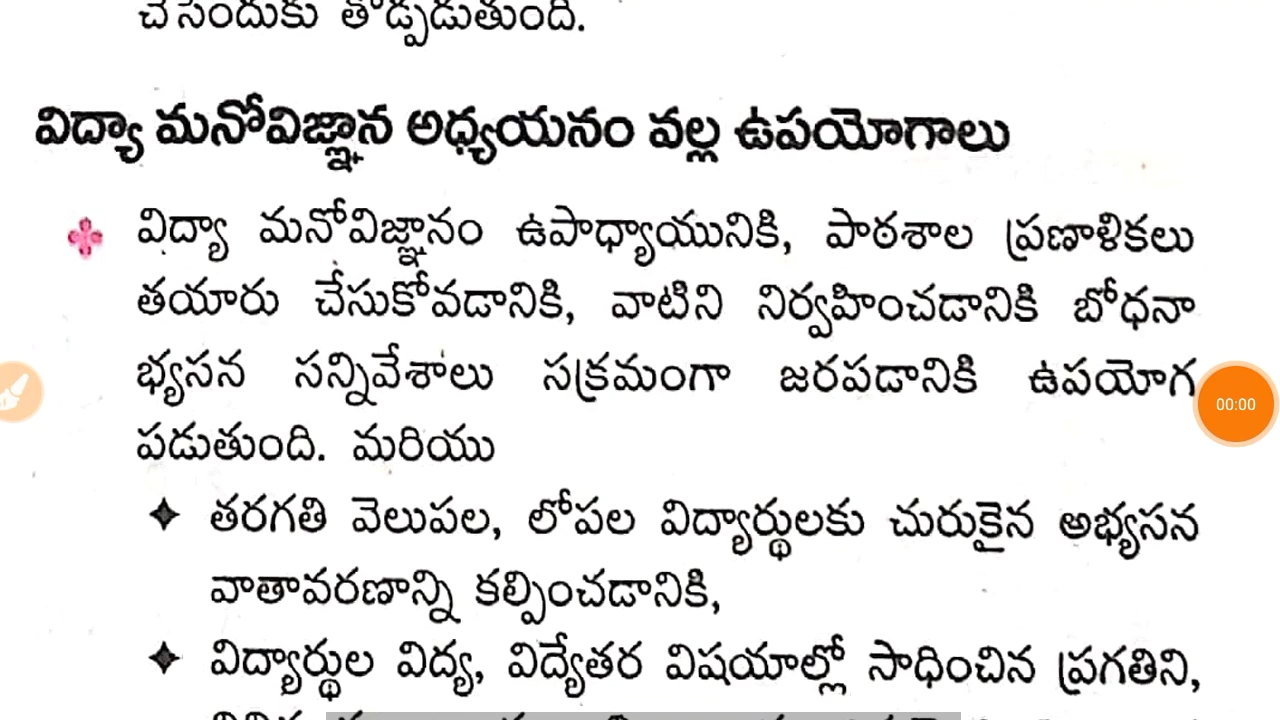 చేసేందుకు తోడ్పడుతుంది.
విద్యా మనోవిజ్ఞాన అధ్యయనం వల్ల ఉపయోగాలు
విద్యా మనోవిజ్ఞానం ఉపాధ్యాయునికి, పాఠశాల ప్రణాళికలు
తయారు చేసుకోవడానికి, వాటిని నిర్వహించడానికి బోధనా
భ్యసన సన్నివేశాలు సక్రమంగా జరపడానికి ఉపయోగ
పడుతుంది. మరియు
తరగతి వెలుపల, లోపల విద్యార్థులకు చురుకైన అభ్యసన
వాతావరణాన్ని కల్పించడానికి,
విద్యార్థుల విద్య, విద్యేతర విషయాల్లో సాధించిన ప్రగతిని,
00:00